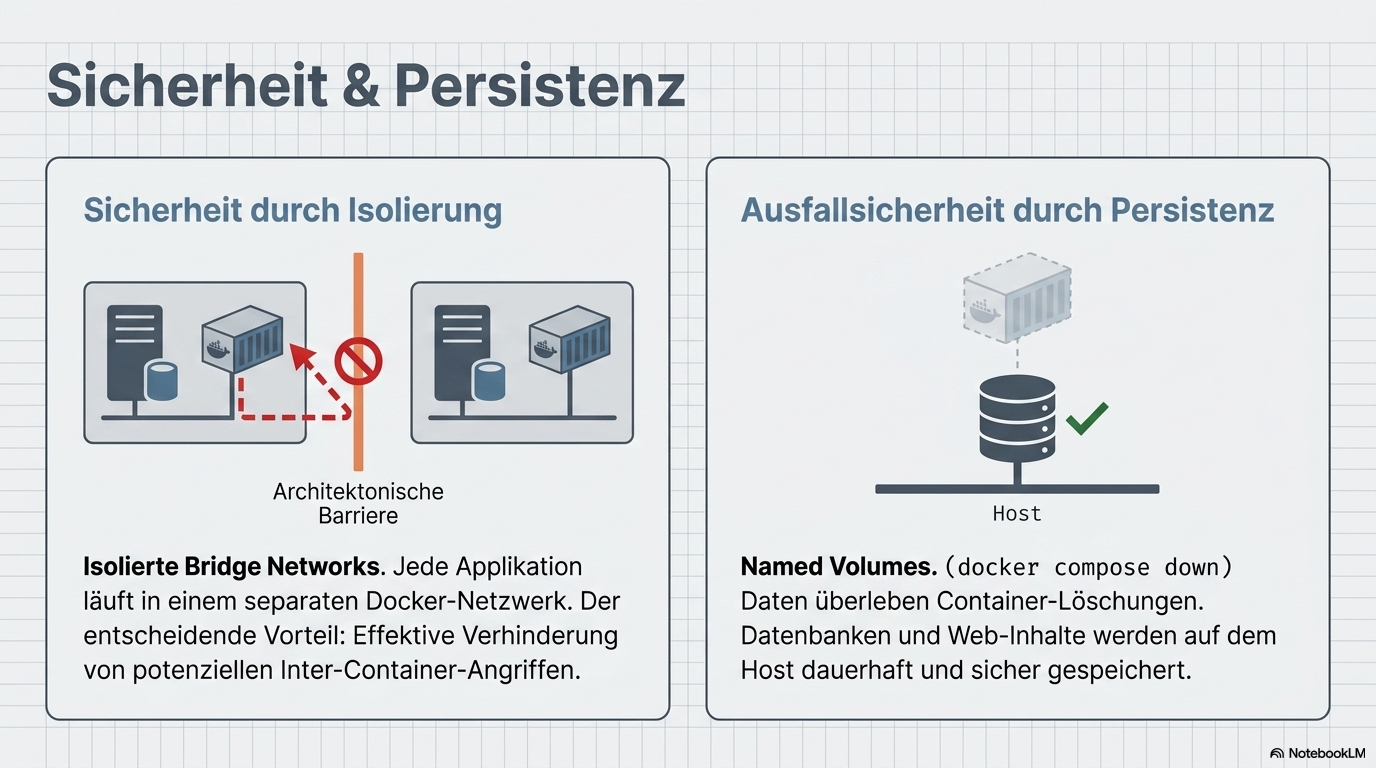 Sicherheit & Persistenz
Sicherheit durch Isolierung
Architektonische
Barriere
Isolierte Bridge Networks. Jede Applikation
läuft in einem separaten Docker-Netzwerk. Der
entscheidende Vorteil: Effektive Verhinderung
von potenziellen Inter-Container-Angriffen.
Ausfallsicherheit durch Persistenz
Host
Named Volumes. (docker compose down)
Daten überleben Container-Löschungen.
Datenbanken und Web-Inhalte werden auf dem
Host dauerhaft und sicher gespeichert.
NotebookLM